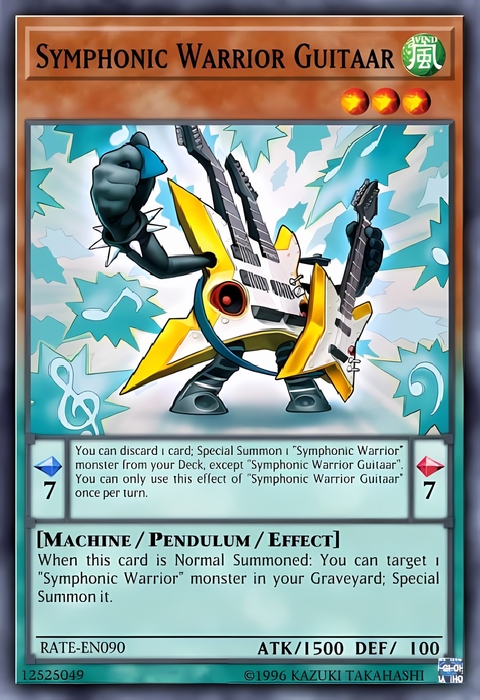 SYMPHONIC WARRIOR GUITAAR
WIND
風
You can discard 1 card; Special Summon 1 "Symphonic Warrior"
monster from your Deck, except "Symphonic Warrior Guitaar".
You can only use this effect of "Symphonic Warrior Guitaar"
once per turn.
7
7
[MACHINE / PENDULUM / EFFECT]
When this card is Normal Summoned: You can target 1
"Symphonic Warrior" monster in your Graveyard; Special
Summon it.
RATE-EN090
ATK/1500 DEF/ 100
12525049
©1996 KAZUKI TAKAHASHI